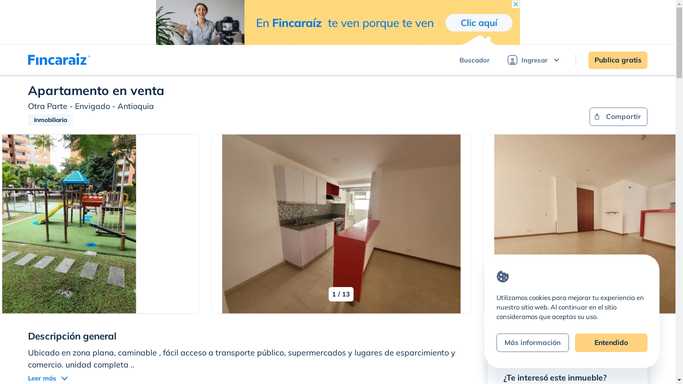 En Fincaraíz te ven porque te ven
Clic aquí
Fincaraiz
Buscador
Ingresar
Publica gratis
Apartamento en venta
Otra Parte - Envigado - Antioquia
Inmobiliaria
Compartir
1 / 13
Utilizamos cookies para mejorar tu experiencia en
nuestro sitio web. Al continuar en el sitio
consideramos que aceptas su uso.
Más información
Entendido
Descripción general
Ubicado en zona plana, caminable , fácil acceso a transporte público, supermercados y lugares de esparcimiento y
comercio. unidad completa ..
Leer más
¿Te interesó este inmueble?